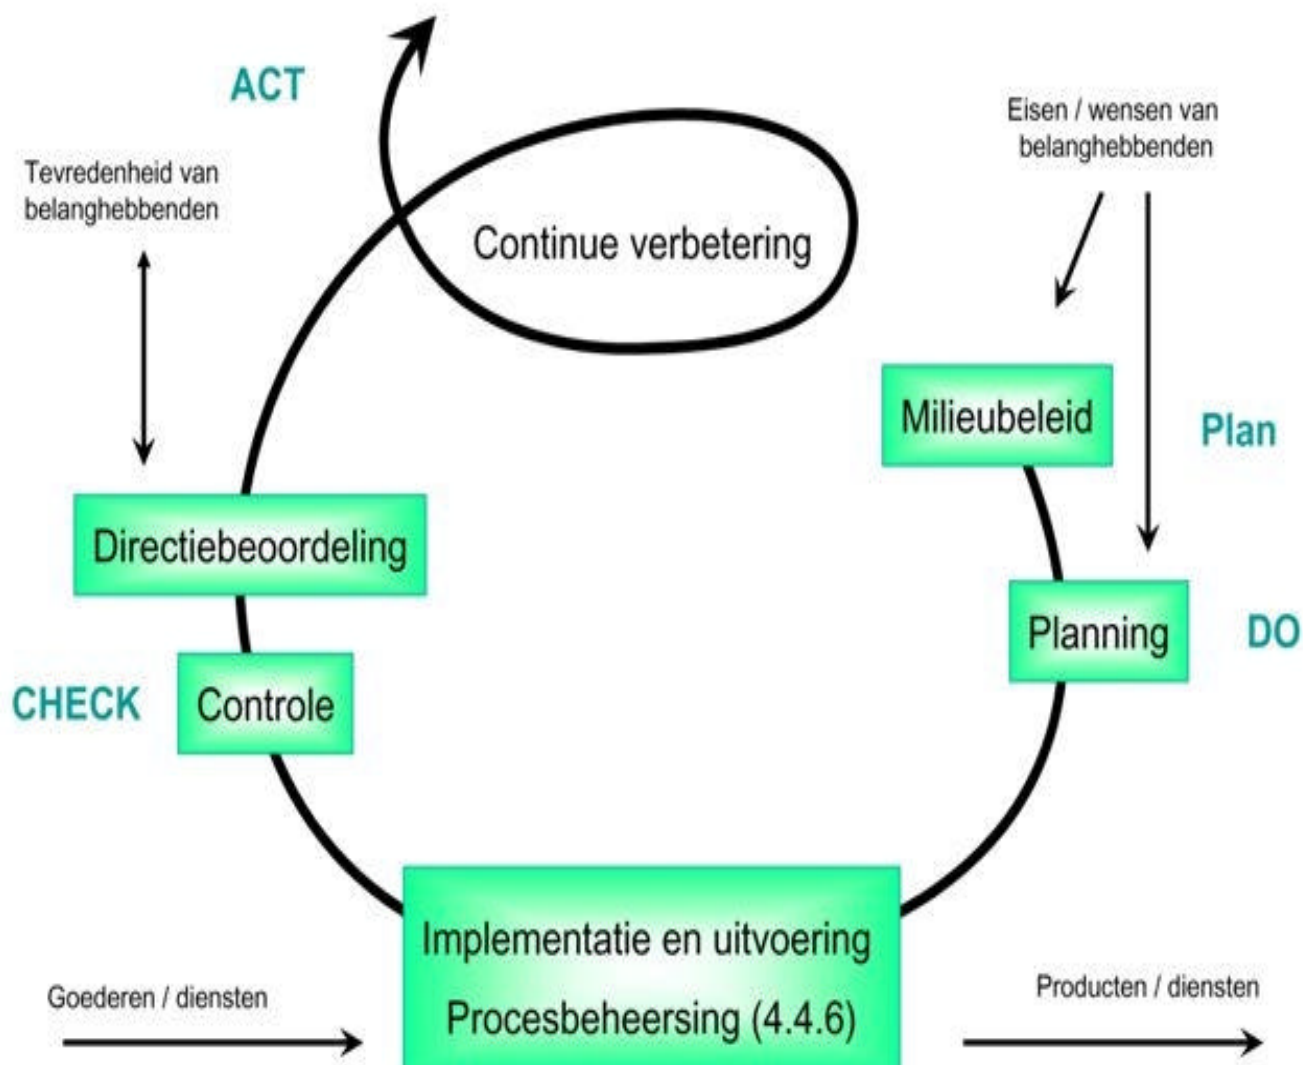 ACT
Eisen / wensen van
belanghebbenden
Tevredenheid van
belanghebbenden
Continue verbetering
Milieubeleid
Plan
Directiebeoordeling
Planning
DO
CHECK
Controle
Implementatie en uitvoering
Procesbeheersing (4.4.6)
Goederen / diensten
Producten / diensten